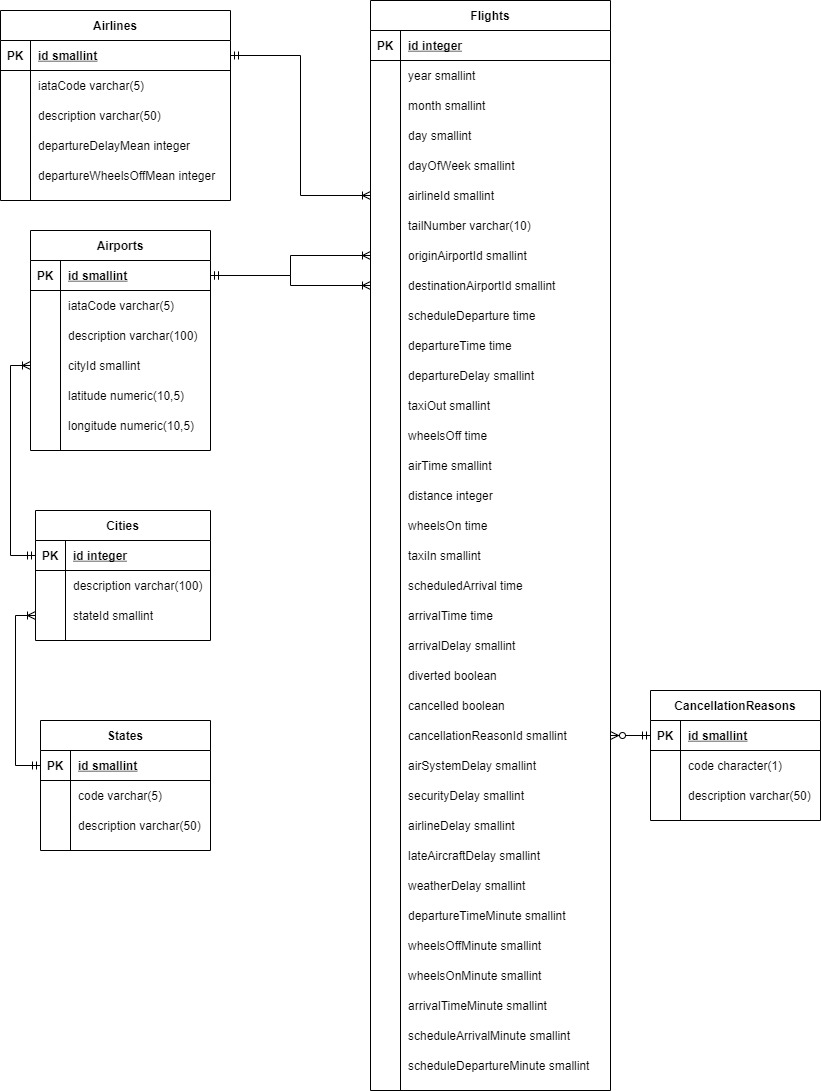 Airlines
PK id smallint
iataCode varchar(5)
description varchar(50)
departureDelayMean integer
departureWheelsOffMean integer
Airports
PK id smallint
iataCode varchar(5)
description varchar(100)
cityId smallint
latitude numeric(10,5)
longitude numeric(10,5)
Cities
PK id integer
description varchar(100)
stateId smallint
States
PK id smallint
code varchar(5)
description varchar(50)
Flights
PK id integer
year smallint
month smallint
day smallint
dayOfWeek smallint
airlineId smallint
tailNumber varchar(10)
originAirportId smallint
destinationAirportId smallint
scheduleDeparture time
departureTime time
departureDelay smallint
taxiOut smallint
wheelsOff time
airTime smallint
distance integer
wheelsOn time
taxiIn smallint
scheduledArrival time
arrivalTime time
arrivalDelay smallint
diverted boolean
cancelled boolean
cancellationReasonId smallint
airSystemDelay smallint
securityDelay smallint
airlineDelay smallint
lateAircraftDelay smallint
weatherDelay smallint
departureTimeMinute smallint
wheelsOffMinute smallint
wheelsOnMinute smallint
arrivalTimeMinute smallint
scheduleArrivalMinute smallint
scheduleDepartureMinute smallint
CancellationReasons
PK id smallint
code character(1)
description varchar(50)